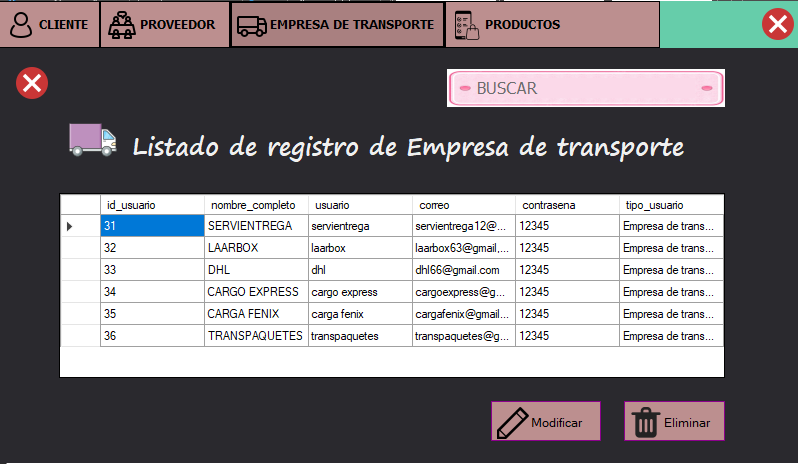 CLIENTE PROVEEDOR EMPRESA DE TRANSPORTE PRODUCTOS
BUSCAR
Listado de registro de Empresa de transporte
id_usuario nombre_completo usuario correo contrasena tipo_usuario
31 SERVIENTREGA servientrega servientrega12@... 12345 Empresa de trans...
32 LAARBOX laarbox laarbox63@gmail,... 12345 Empresa de trans...
33 DHL dhl dhl66@gmail.com 12345 Empresa de trans...
34 CARGO EXPRESS cargo express cargoexpress@g... 12345 Empresa de trans...
35 CARGA FENIX carga fenix cargafenix@gmail... 12345 Empresa de trans...
36 TRANSPAQUETES transpaquetes transpaquetes@g... 12345 Empresa de trans...
Modificar Eliminar